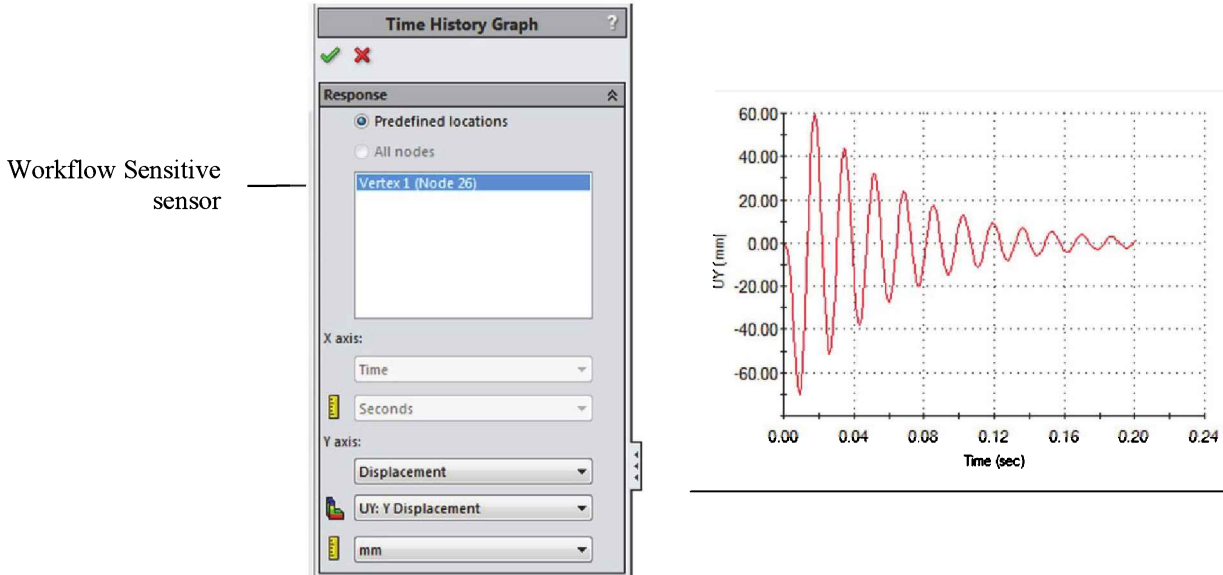 Workflow Sensitive
sensor
Time History Graph
?
Response
Predefined locations
All nodes
Vertex 1 (Node 26)
X axis:
Time
Seconds
Y axis:
Displacement
UY: Y Displacement
mm
60.00
40.00
20.00
0.00
-20.00
-40.00
-60.00
UY (mm|
0.00 0.04 0.08 0.12 0.16 0.20 0.24
Time (sec)